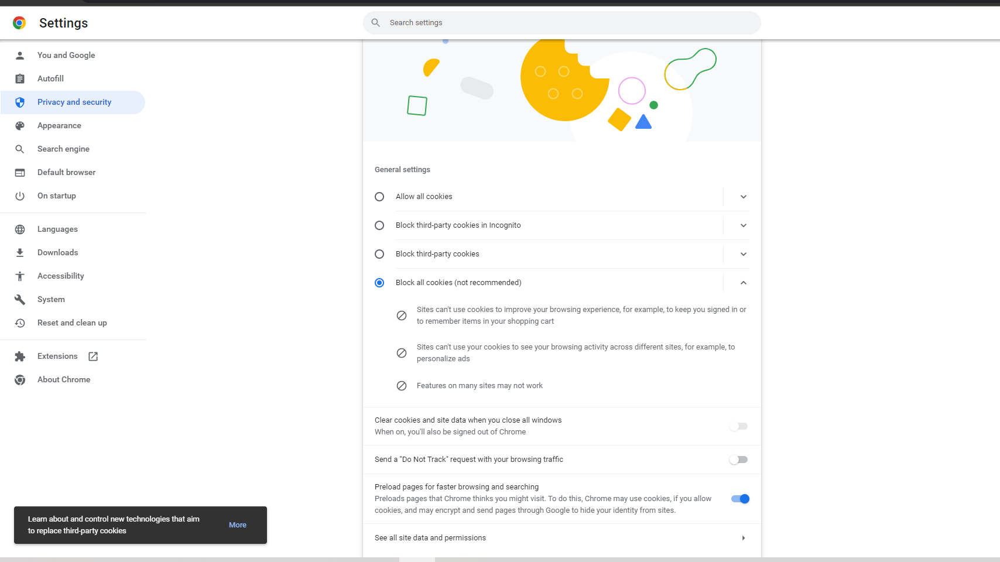 Settings
Search settings
You and Google
Autofill
Privacy and security
Appearance
Search engine
Default browser
On startup
Languages
Downloads
Accessibility
System
Reset and clean up
Extensions
About Chrome
General settings
Allow all cookies
Block third-party cookies in Incognito
Block third-party cookies
Block all cookies (not recommended)
Sites can't use cookies to improve your browsing experience, for example, to keep you signed in or
to remember items in your shopping cart
Sites can't use your cookies to see your browsing activity across different sites, for example, to
personalize ads
Features on many sites may not work
Clear cookies and site data when you close all windows
When on, you'll also be signed out of Chrome
Send a "Do Not Track" request with your browsing traffic
Preload pages for faster browsing and searching
Preloads pages that Chrome thinks you might visit. To do this, Chrome may use cookies, if you allow
cookies, and may encrypt and send pages through Google to hide your identity from sites.
See all site data and permissions
Learn about and control new technologies that aim
to replace third-party cookies
More